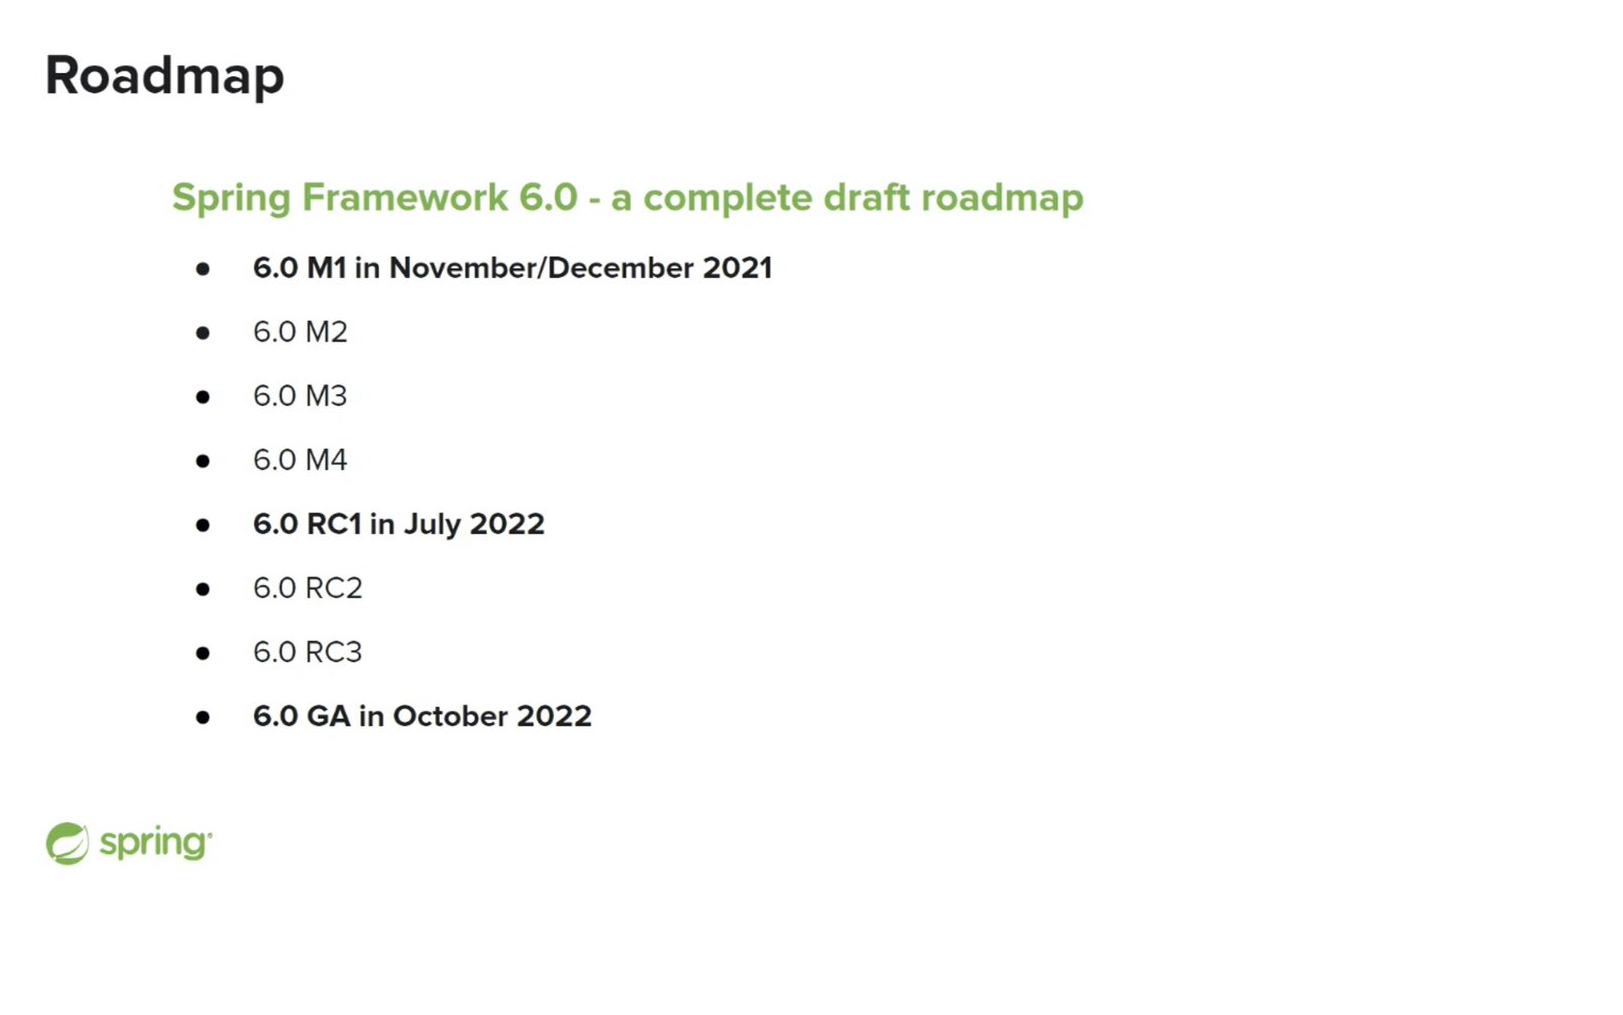 Roadmap
Spring Framework 6.0 - a complete draft roadmap
● 6.0 M1 in November/December 2021
● 6.0 M2
● 6.0 M3
● 6.0 M4
● 6.0 RC1 in July 2022
● 6.0 RC2
● 6.0 RC3
● 6.0 GA in October 2022
spring®